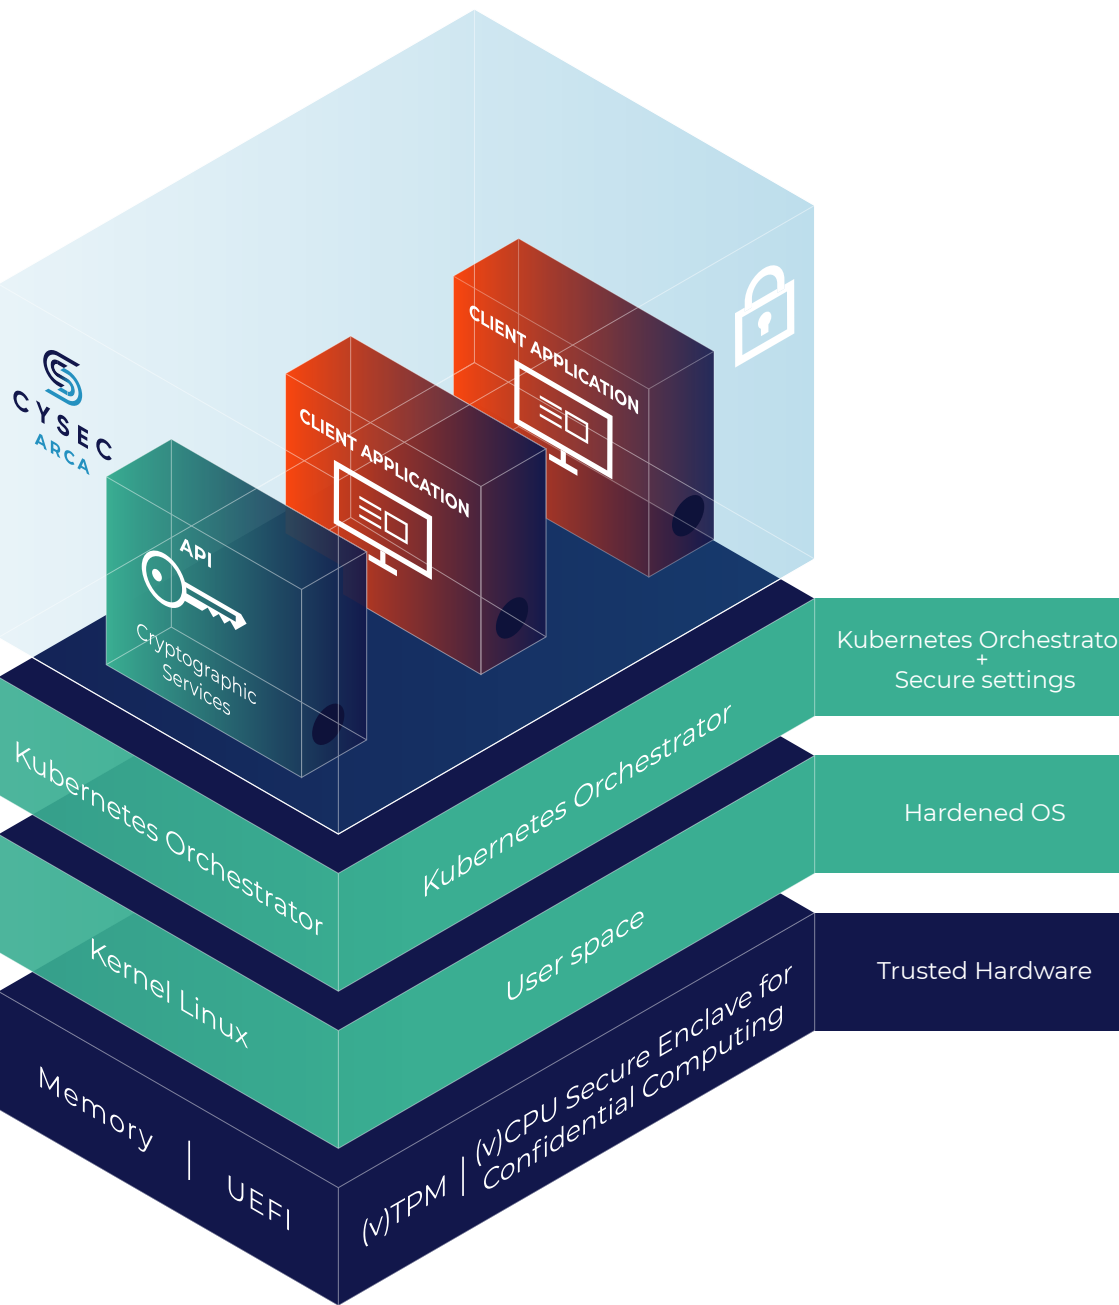 CLIENT APPLICATION
CLIENT APPLICATION
CYSEC
ARCA
API
Cryptographic
Services
Kubernetes Orchestrato
+
Secure settings
Kubernetes Orchestrator
Kubernetes Orchestrator
Hardened OS
Kernel Linux
User space
Trusted Hardware
Memory | UEFI
(v)TPM | (v)CPU Secure Enclave for
Confidential Computing